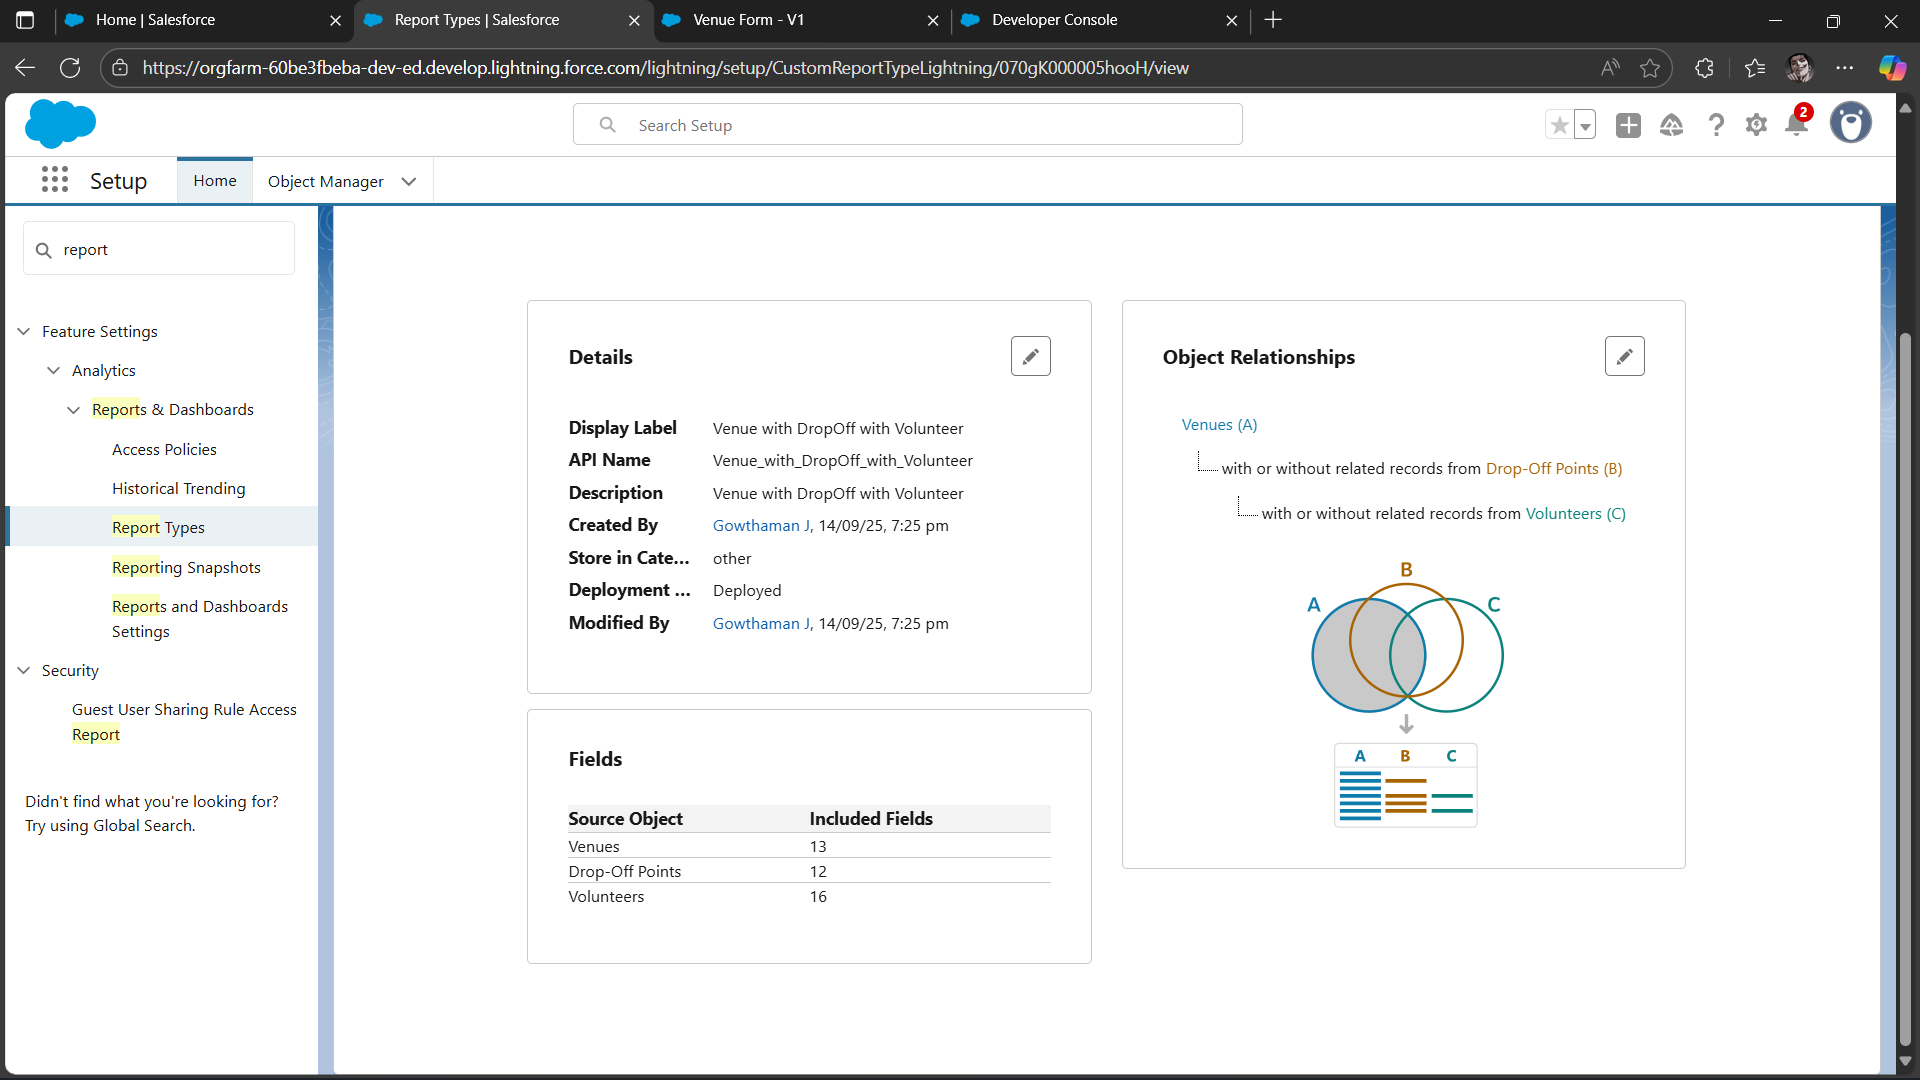 Home | Salesforce
Report Types | Salesforce
Venue Form - V1
Developer Console
https://orgfarm-60be3fbeba-dev-ed.develop.lightning.force.com/lightning/setup/CustomReportTypeLightning/070gK000005hooH/view
Search Setup
2
Setup
Home
Object Manager
report
Feature Settings
Analytics
Reports & Dashboards
Access Policies
Historical Trending
Report Types
Reporting Snapshots
Reports and Dashboards
Settings
Security
Guest User Sharing Rule Access
Report
Didn't find what you're looking for?
Try using Global Search.
Details
Display Label Venue with DropOff with Volunteer
API Name Venue_with_DropOff_with_Volunteer
Description Venue with DropOff with Volunteer
Created By Gowthaman J, 14/09/25, 7:25 pm
Store in Cate... other
Deployment ... Deployed
Modified By Gowthaman J, 14/09/25, 7:25 pm
Fields
Source Object Included Fields
Venues 13
Drop-Off Points 12
Volunteers 16
Object Relationships
Venues (A)
with or without related records from Drop-Off Points (B)
with or without related records from Volunteers (C)
B
A C
A B C